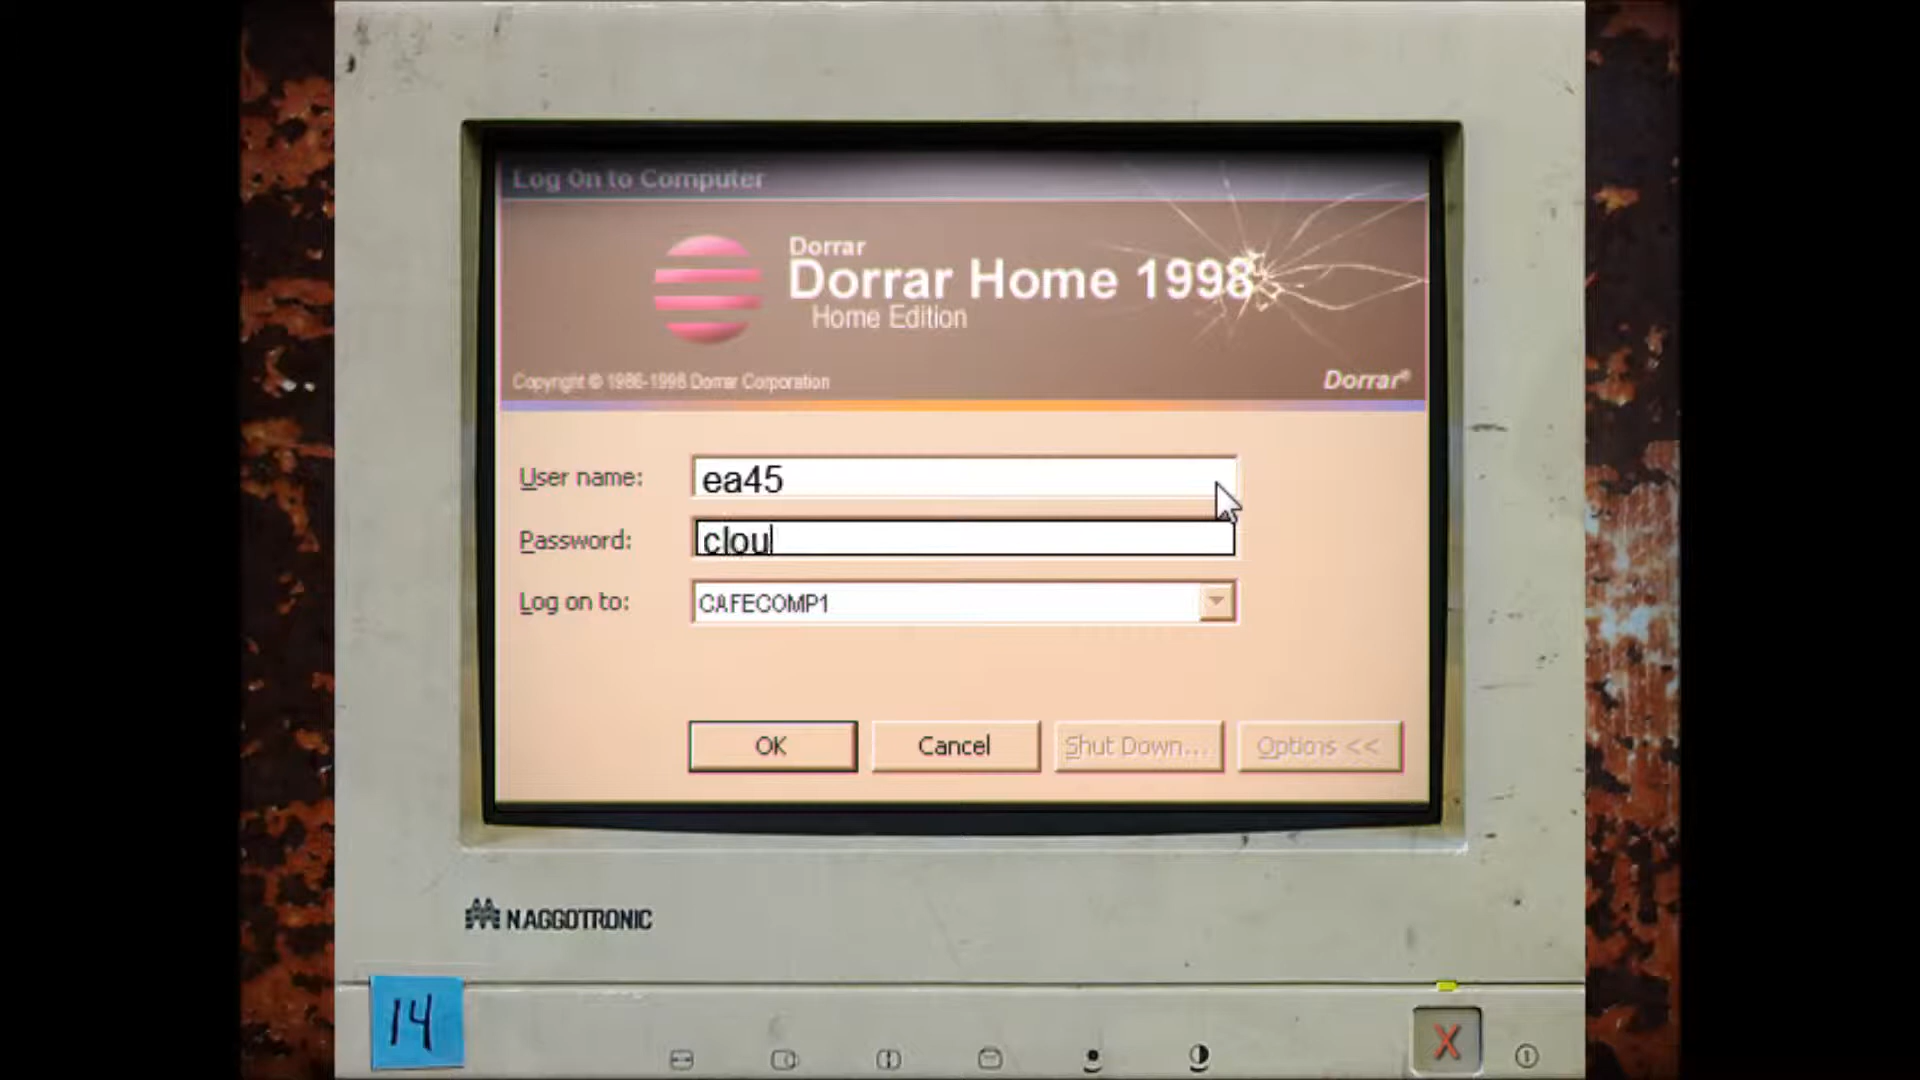 Log On to Computer
Dorrar
Dorrar Home 1998
Home Edition
Copyright © 1986-1998 Dorrar Corporation
Dorrar®
User name:
ea45
Password:
clou
Log on to:
CAFECOMP1
OK
Cancel
Shut Down...
Options <<
NAGGOTRONIC
14
X